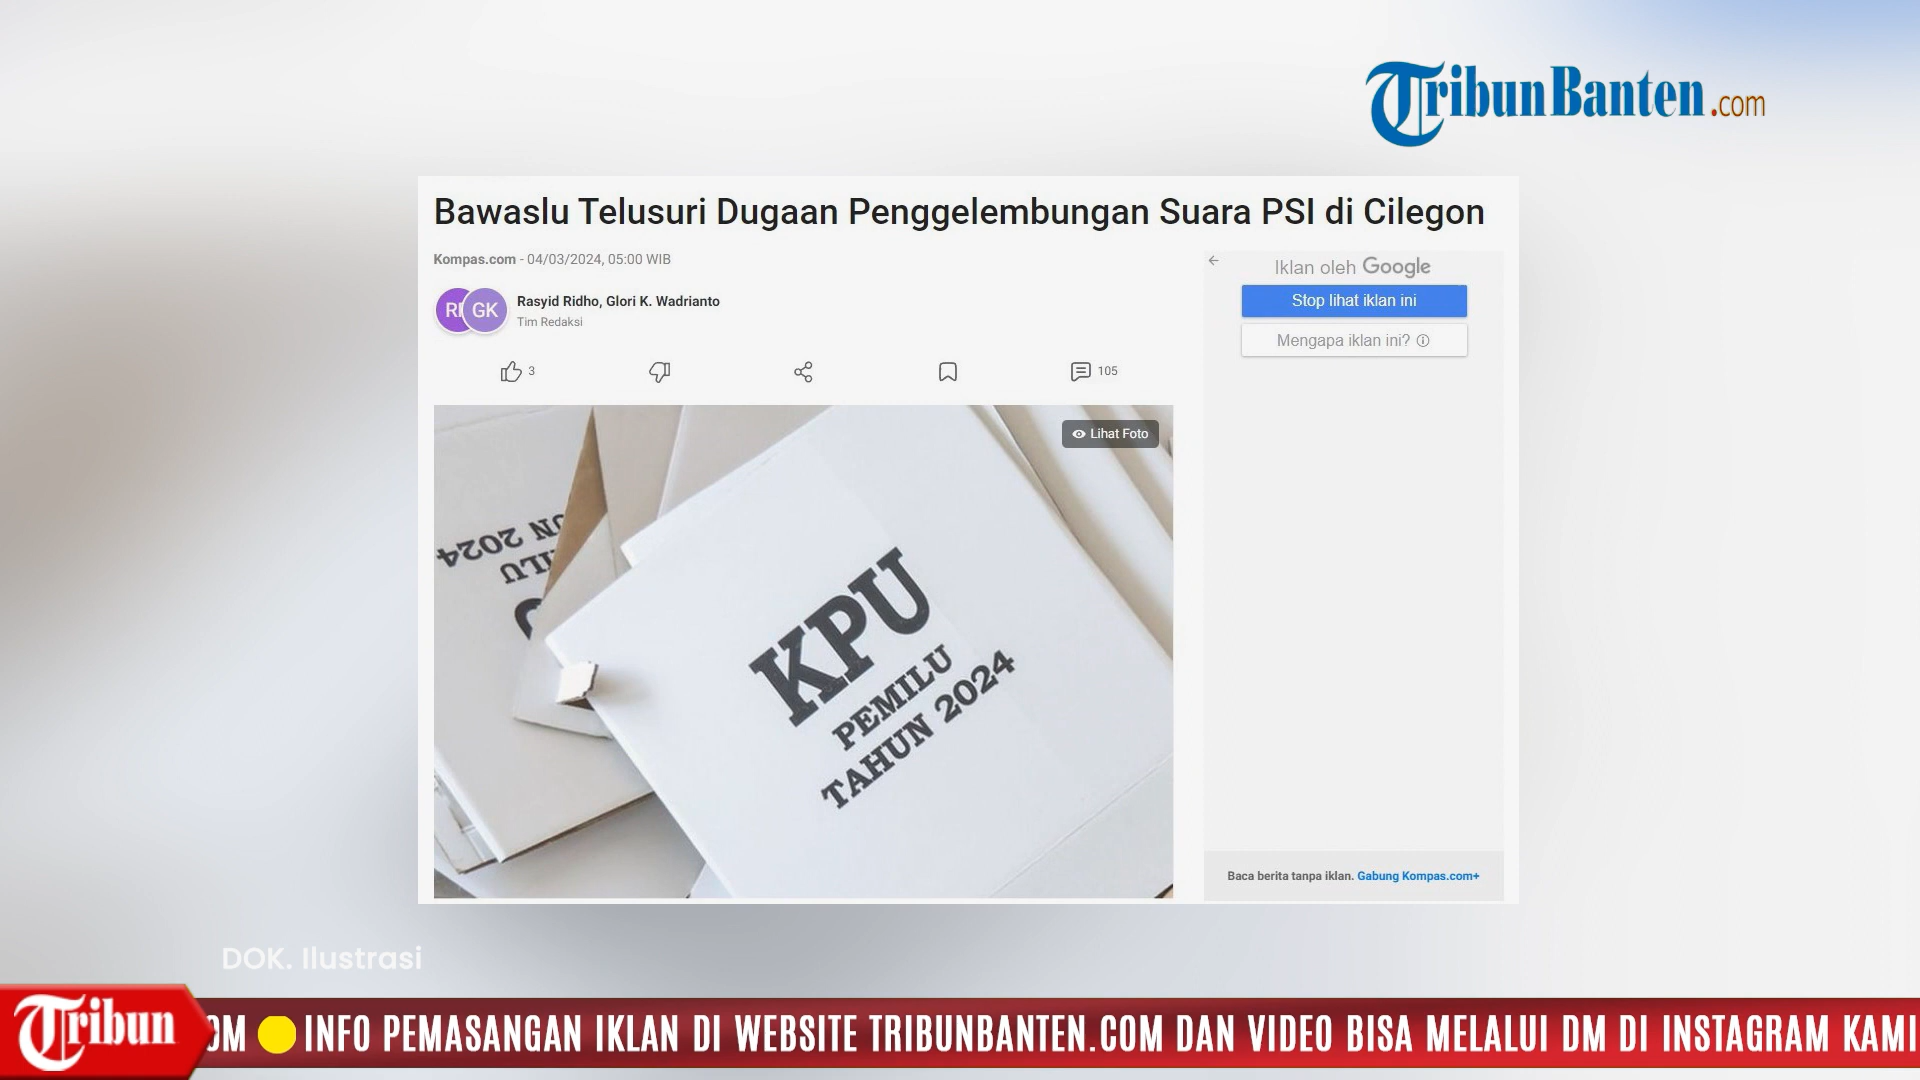 TribunBanten.com
Bawaslu Telusuri Dugaan Penggelembungan Suara PSI di Cilegon
Kompas.com - 04/03/2024, 05:00 WIB
GK
Rasyid Ridho, Glori K. Wadrianto
Tim Redaksi
3
105
Iklan oleh Google
Stop lihat iklan ini
Mengapa iklan ini?
Lihat Foto
2024
KPU
PEMILU
TAHUN 2024
Baca berita tanpa iklan. Gabung Kompas.com+
DOK. Ilustrasi
Tribun
OM INFO PEMASANGAN IKLAN DI WEBSITE TRIBUNBANTEN.COM DAN VIDEO BISA MELALUI DM DI INSTAGRAM KAMI